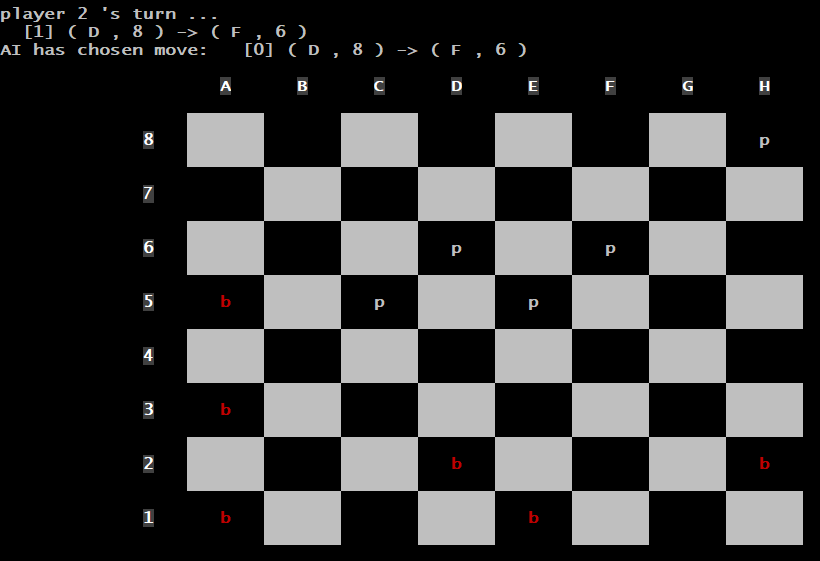 player 2 's turn ...
[1] ( D , 8 ) -> ( F , 6 )
AI has chosen move: [0] ( D , 8 ) -> ( F , 6 )
A B C D E F G H
8 p
7
6 p p
5 b p p
4
3 b
2 b b
1 b b